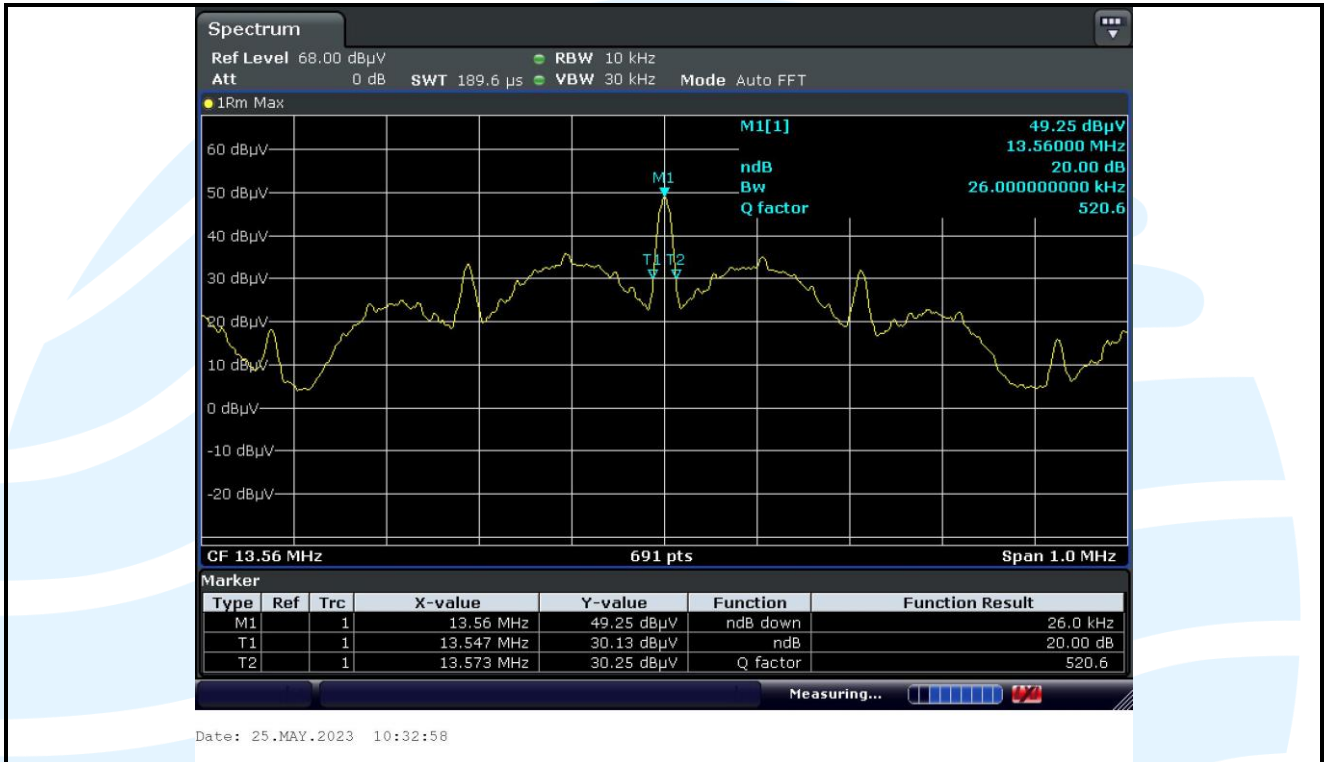 Spectrum
Ref Level 68.00 dBµV RBW 10 kHz
Att 0 dB SWT 189.6 µs VBW 30 kHz Mode Auto FFT
1Rm Max
M1[1] 49.25 dBµV
13.56000 MHz
60 dBµV
ndB 20.00 dB
M1
Bw 26.000000000 kHz
50 dBµV
Q factor 520.6
40 dBµV
T1 T2
30 dBµV
20 dBµV
10 dBµV
0 dBµV
-10 dBµV
-20 dBµV
CF 13.56 MHz 691 pts Span 1.0 MHz
Marker
Type Ref Trc X-value Y-value Function Function Result
M1 1 13.56 MHz 49.25 dBµV ndB down 26.0 kHz
T1 1 13.547 MHz 30.13 dBµV ndB 20.00 dB
T2 1 13.573 MHz 30.25 dBµV Q factor 520.6
Measuring...
Date: 25.MAY.2023 10:32:58